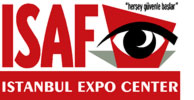 "herşey güvenle başlar"
ISAF
ISTANBUL EXPO CENTER